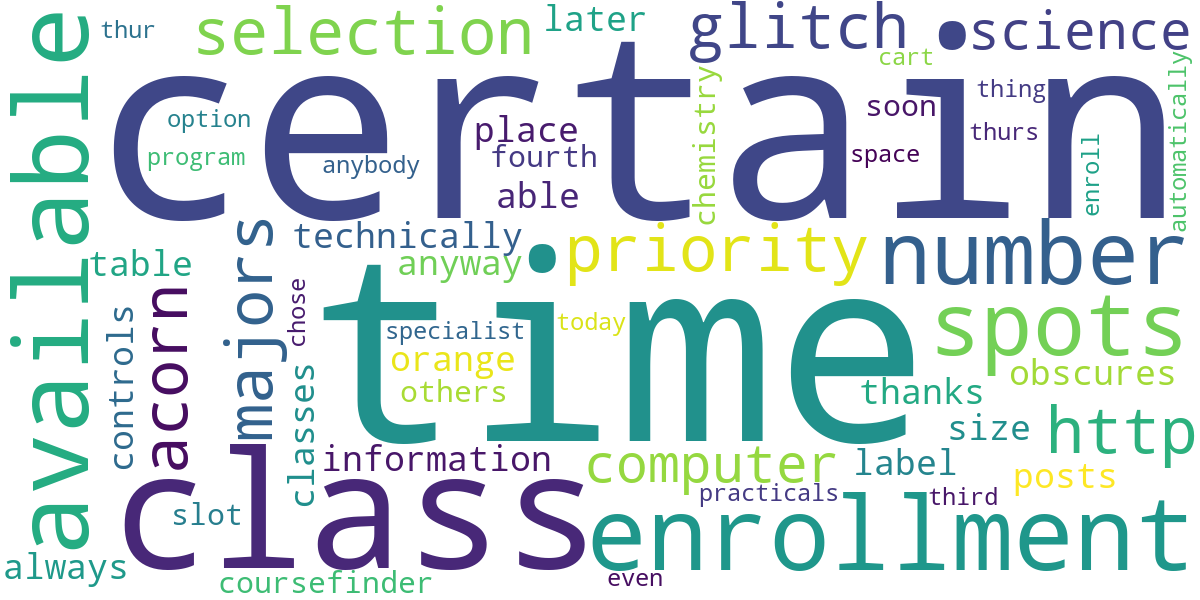 thur
selection
later
glitch
science
cart
certain
available
option
program
anybody
place
fourth
able
chemistry
soon
space
thing
thurs
enroll
automatically
technically
anyway
priority
number
table
majors
acorn
controls
chose
classes
time
specialist
today
orange
others
spots
obscures
thanks
size
http
label
posts
information
computer
practicals
third
class
slot
enrollment
always
coursefinder
even